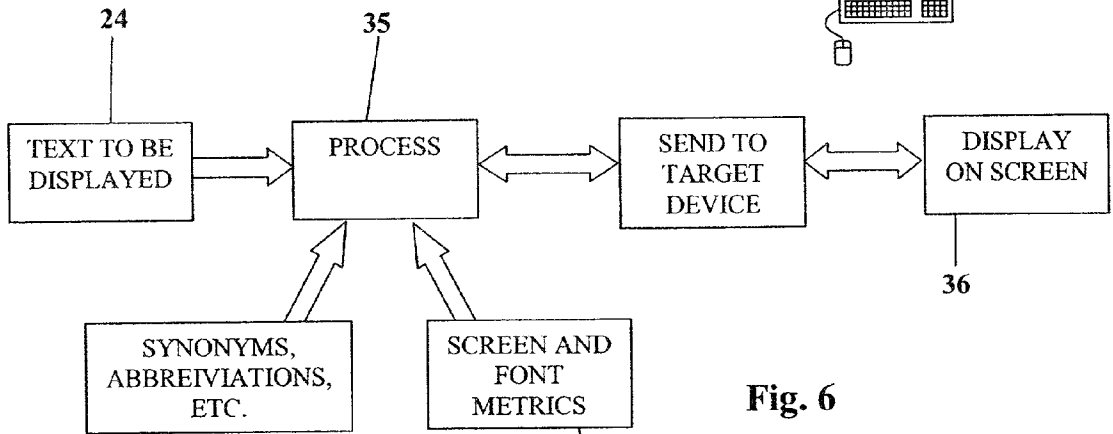 24
35
TEXT TO BE
DISPLAYED
PROCESS
SEND TO
TARGET
DEVICE
DISPLAY
ON SCREEN
36
SYNONYMS,
ABBREIVIATIONS,
ETC.
SCREEN AND
FONT
METRICS
Fig. 6